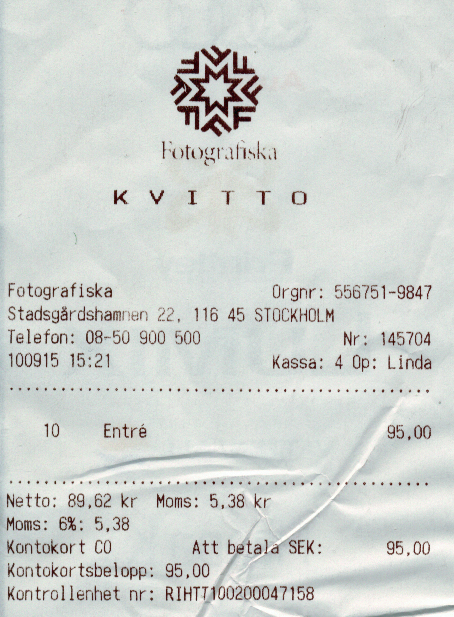 Fotografiska
KVITTO
Fotografiska Orgnr: 556751-9847
Stadsgårdshamnen 22, 116 45 STOCKHOLM
Telefon: 08-50 900 500 Nr: 145704
100915 15:21 Kassa: 4 Op: Linda
10 Entré 95,00
Netto: 89,62 kr Moms: 5,38 kr
Moms: 6%: 5,38
Kontokort CO Att betala SEK: 95,00
Kontokortsbelopp: 95,00
Kontrollenhet nr: RIHTT100200047158